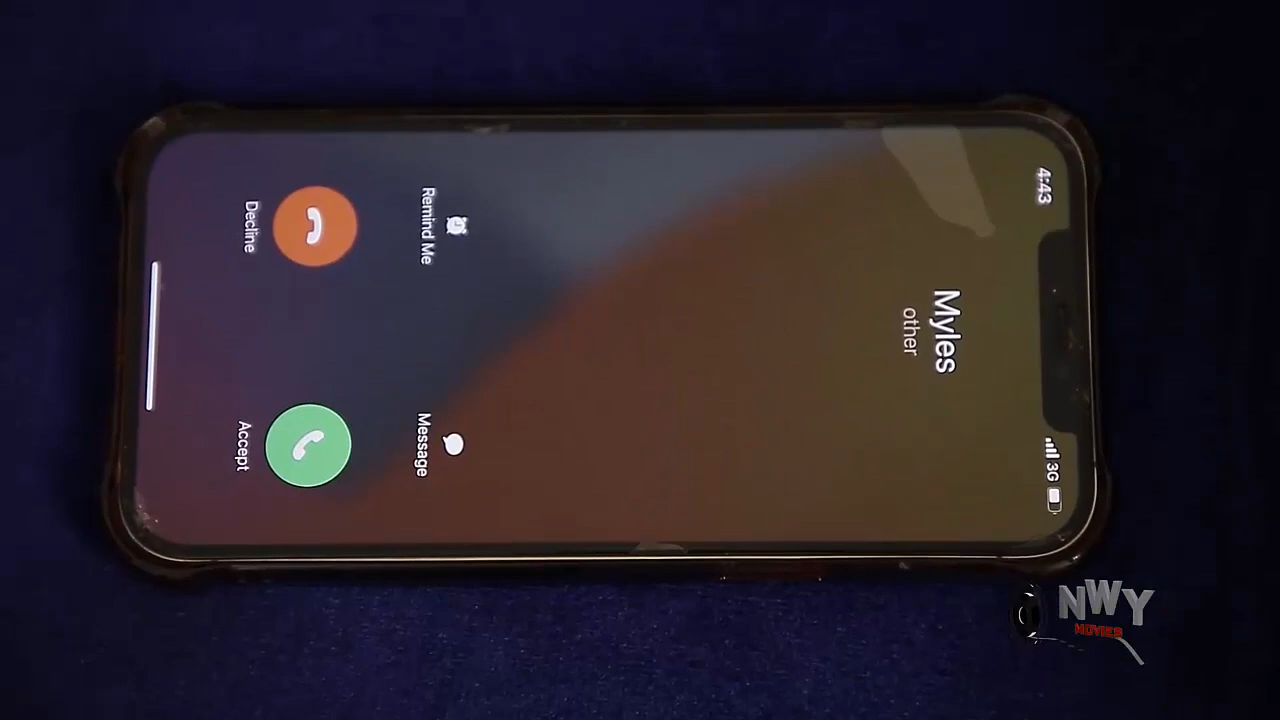 4:43
3G
Myles
other
Remind Me
Message
Decline
Accept
NWY
MOVIES